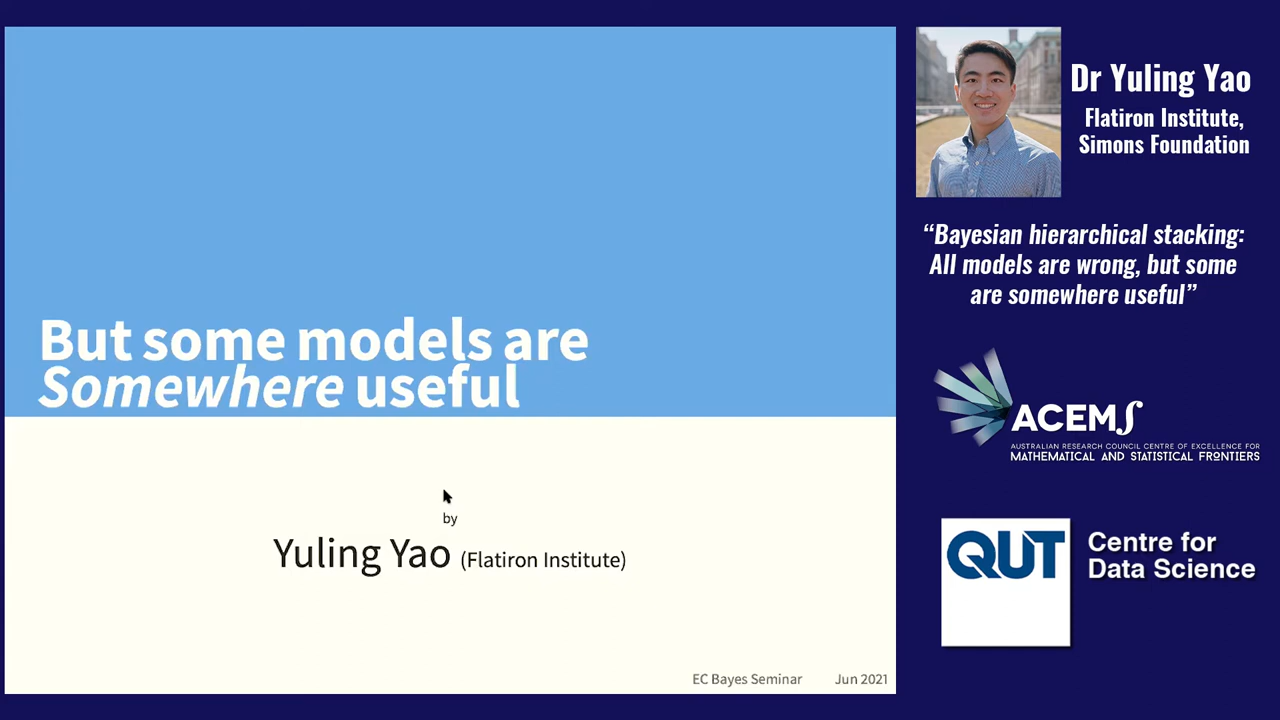 But some models are
Somewhere useful
by
Yuling Yao (Flatiron Institute)
EC Bayes Seminar Jun 2021
Dr Yuling Yao
Flatiron Institute,
Simons Foundation
“Bayesian hierarchical stacking:
All models are wrong, but some
are somewhere useful”
ACEMS
AUSTRALIAN RESEARCH COUNCIL CENTRE OF EXCELLENCE FOR
MATHEMATICAL AND STATISTICAL FRONTIERS
QUT
Centre for
Data Science